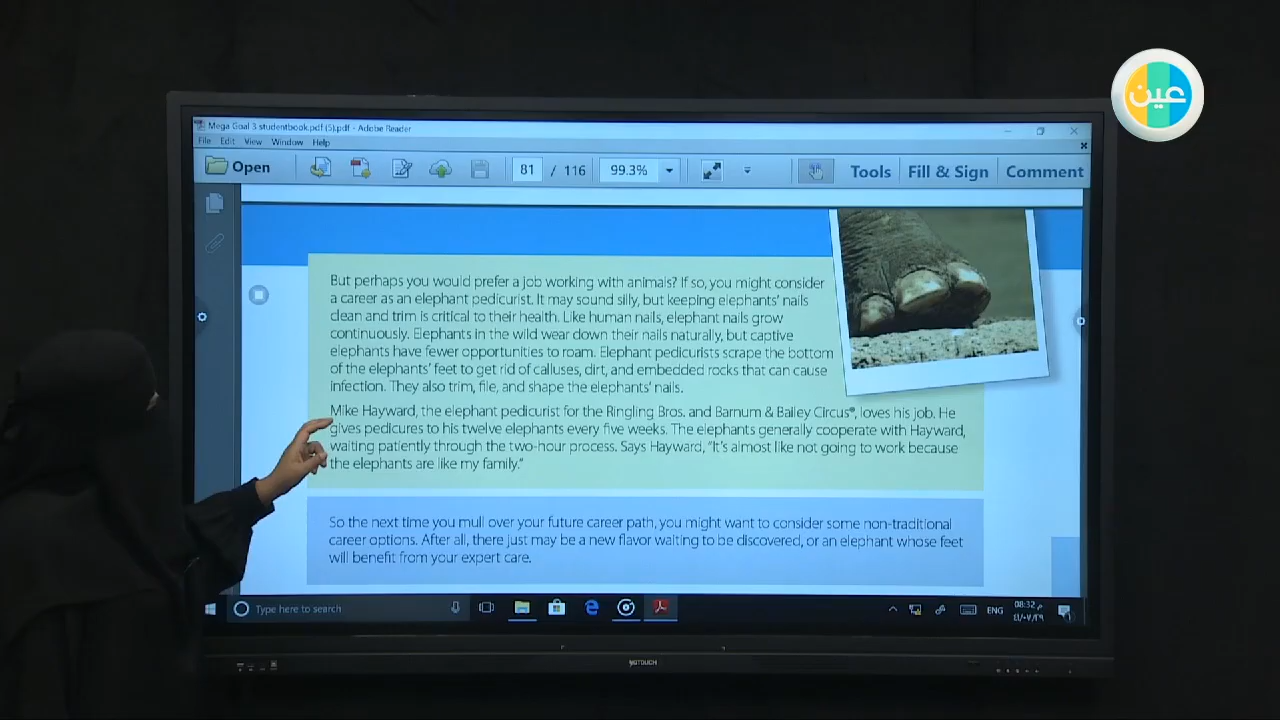 عين
Mega Goal 3 studentbook.pdf (5).pdf - Adobe Reader
File Edit View Window Help
Open 81 / 116 99.3% Tools Fill & Sign Comment
But perhaps you would prefer a job working with animals? If so, you might consider
a career as an elephant pedicurist. It may sound silly, but keeping elephants' nails
clean and trim is critical to their health. Like human nails, elephant nails grow
continuously. Elephants in the wild wear down their nails naturally, but captive
elephants have fewer opportunities to roam. Elephant pedicurists scrape the bottom
of the elephants' feet to get rid of calluses, dirt, and embedded rocks that can cause
infection. They also trim, file, and shape the elephants' nails.
Mike Hayward, the elephant pedicurist for the Ringling Bros. and Barnum & Bailey Circus®, loves his job. He
gives pedicures to his twelve elephants every five weeks. The elephants generally cooperate with Hayward,
waiting patiently through the two-hour process. Says Hayward, "It's almost like not going to work because
the elephants are like my family."
So the next time you mull over your future career path, you might want to consider some non-traditional
career options. After all, there just may be a new flavor waiting to be discovered, or an elephant whose feet
will benefit from your expert care.
Type here to search ENG 08:32 م